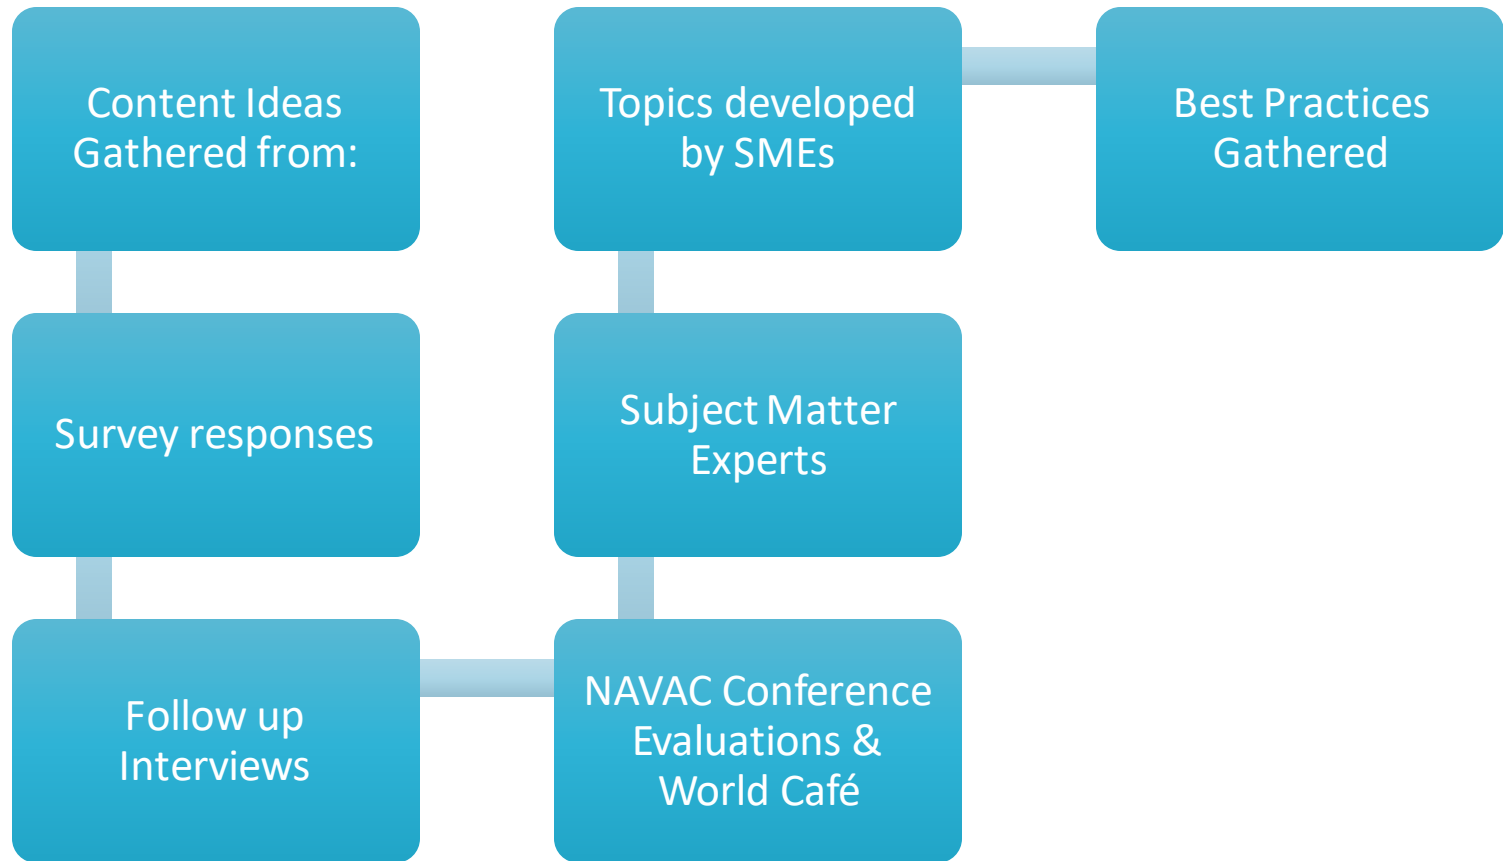 Content Ideas
Gathered from:
Survey responses
Follow up
Interviews
NAVAC Conference
Evaluations &
World Café
Subject Matter
Experts
Topics developed
by SMEs
Best Practices
Gathered